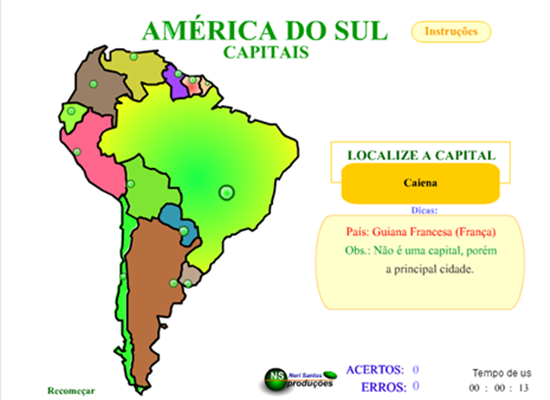 AMÉRICA DO SUL
CAPITAIS
Instruções
LOCALIZE A CAPITAL
Caiena
Dicas:
País: Guiana Francesa (França)
Obs.: Não é uma capital, porém
a principal cidade.
Recomeçar
NS
Neri Santos
produções
ACERTOS: 0
ERROS: 0
Tempo de us
00 : 00 : 13